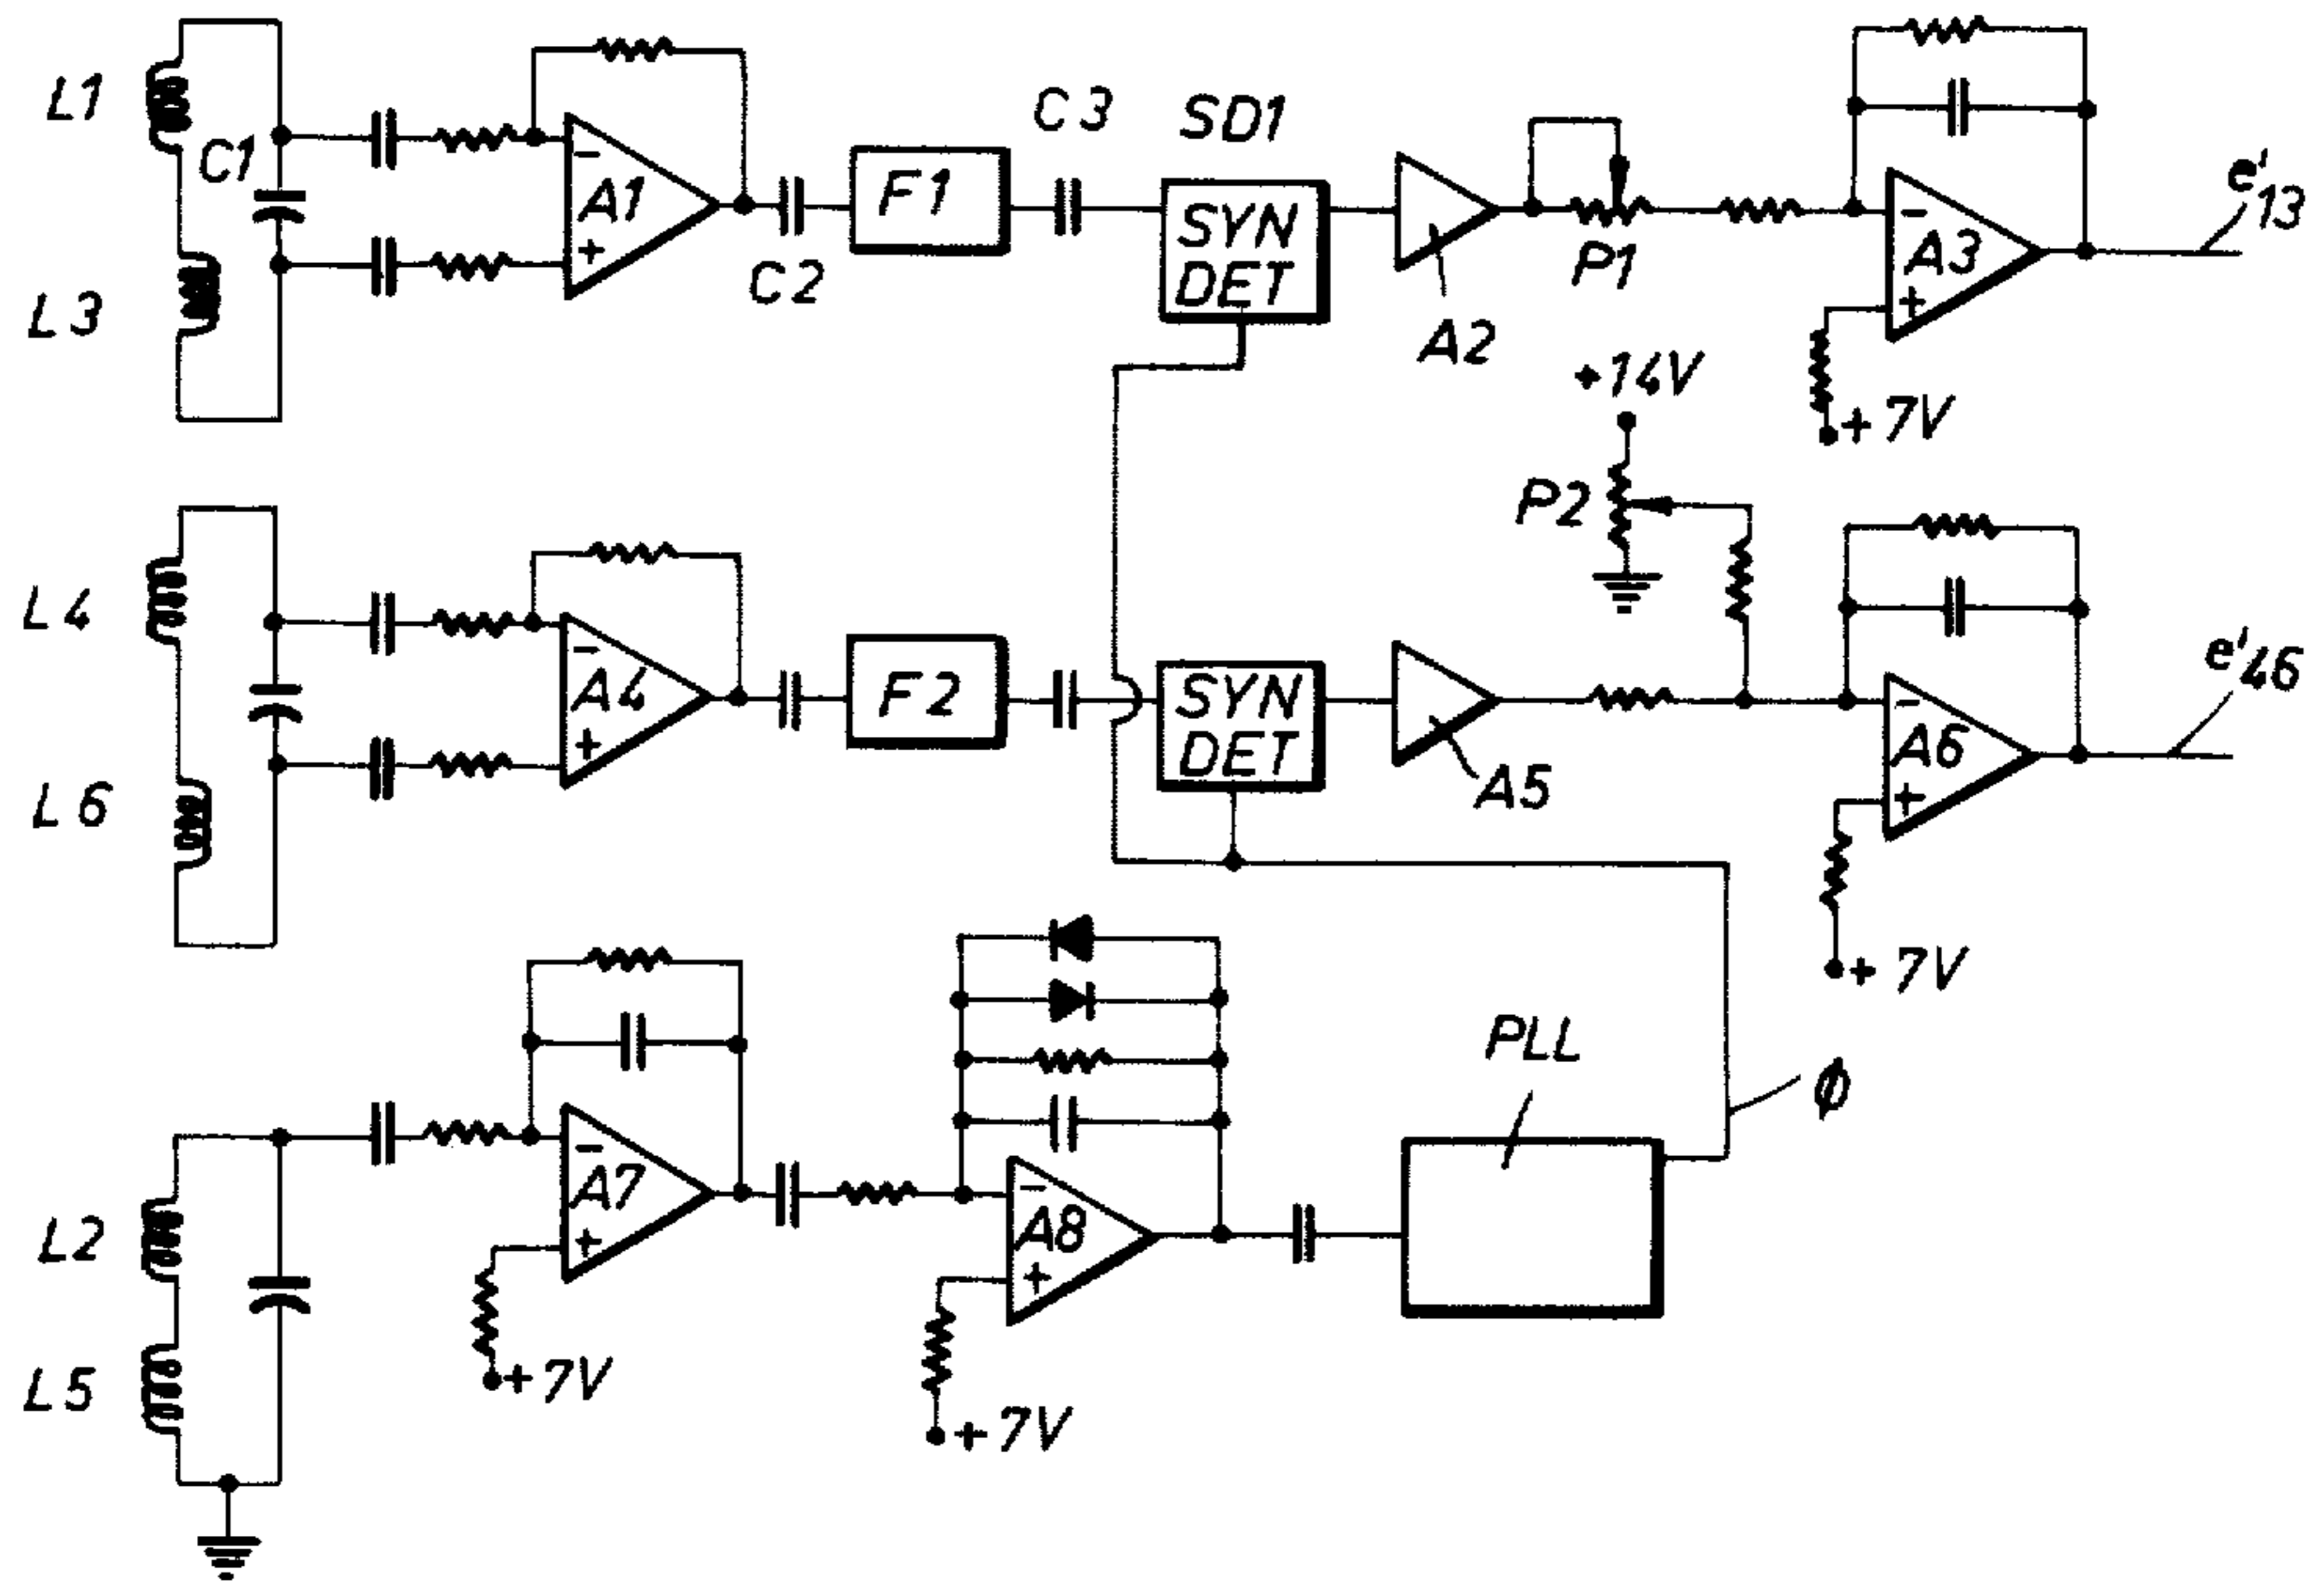 L1
C1
L3
−
A1
+
C2
F1
C3
SD1
SYN
DET
A2
P1
−
A3
+
+7V
e'13
L4
L6
−
A4
+
F2
SYN
DET
A5
+14V
P2
−
A6
+
+7V
e'46
L2
L5
−
A7
+
+7V
−
A8
+
+7V
PLL
ϕ